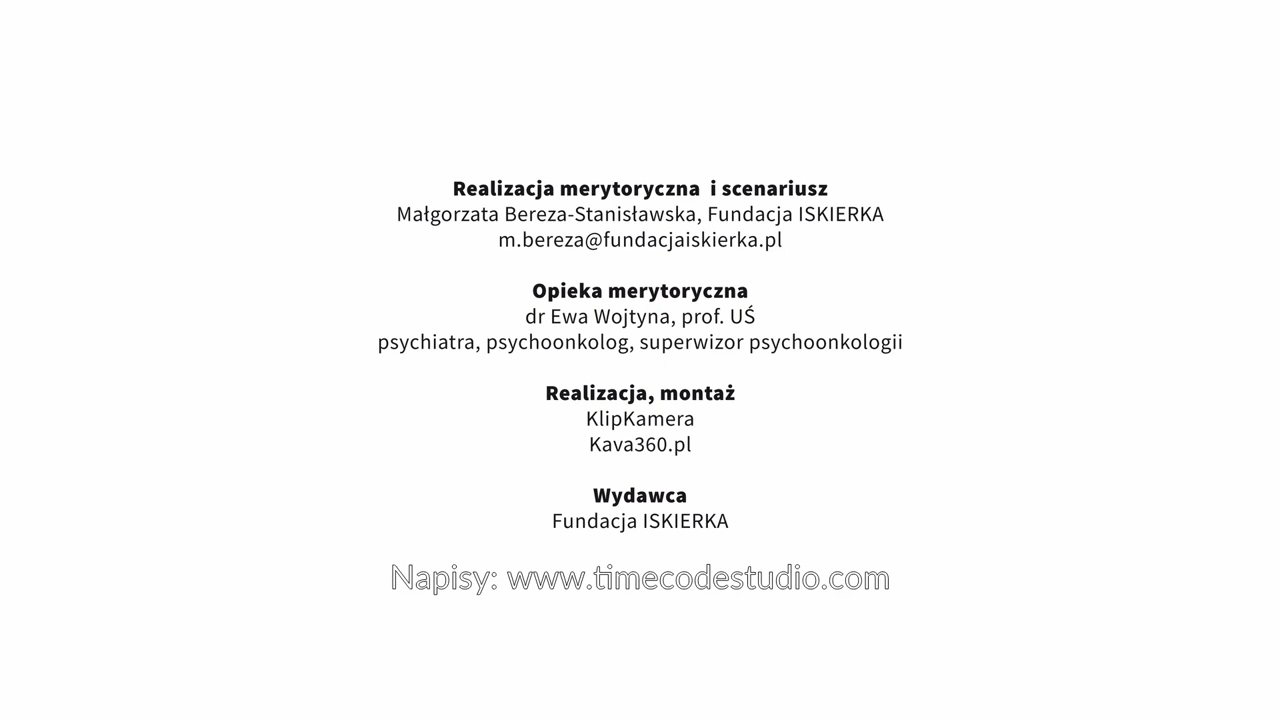 Realizacja merytoryczna  i scenariusz
Małgorzata Bereza-Stanisławska, Fundacja ISKIERKA
m.bereza@fundacjaiskierka.pl
Opieka merytoryczna
dr Ewa Wojtyna, prof. UŚ
psychiatra, psychoonkolog, superwizor psychoonkologii
Realizacja, montaż
KlipKamera
Kava360.pl
Wydawca
Fundacja ISKIERKA
Napisy: www.timecodestudio.com